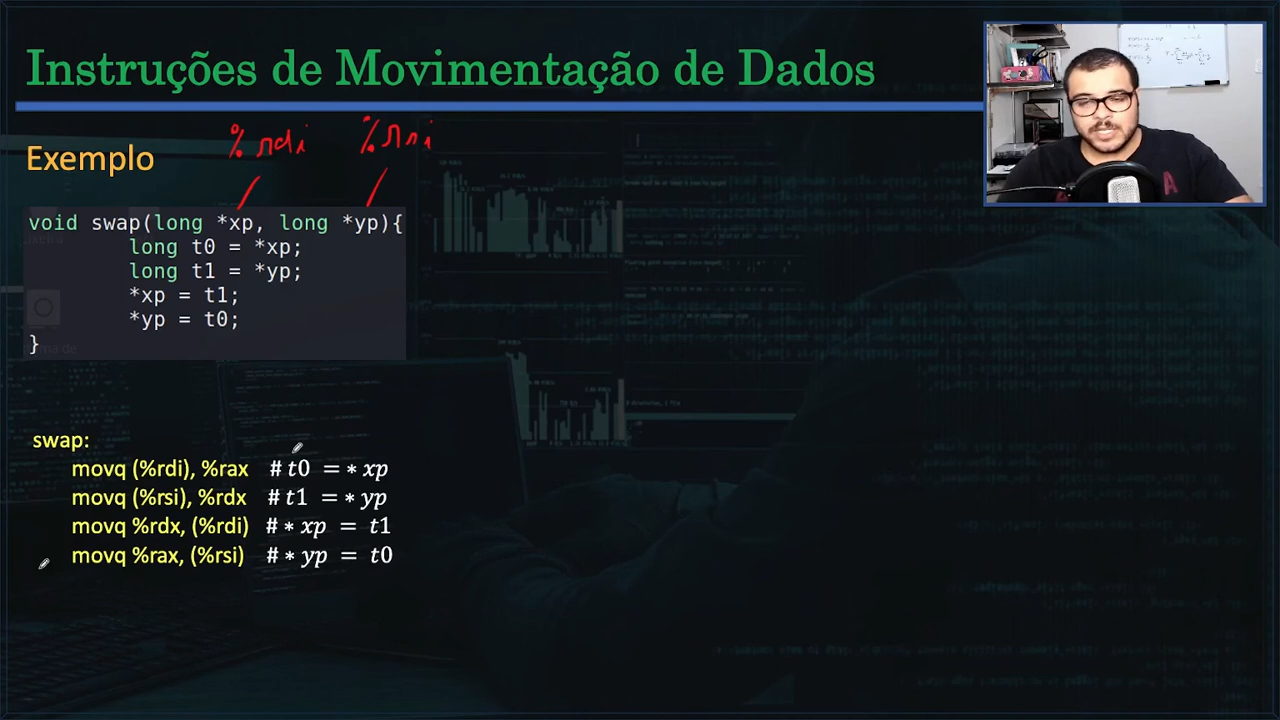 Instruções de Movimentação de Dados
%rdi %rsi
Exemplo
void swap(long *xp, long *yp){
long t0 = *xp;
long t1 = *yp;
*xp = t1;
*yp = t0;
}
swap:
movq (%rdi), %rax # t0 = * xp
movq (%rsi), %rdx # t1 = * yp
movq %rdx, (%rdi) # * xp = t1
movq %rax, (%rsi) # * yp = t0